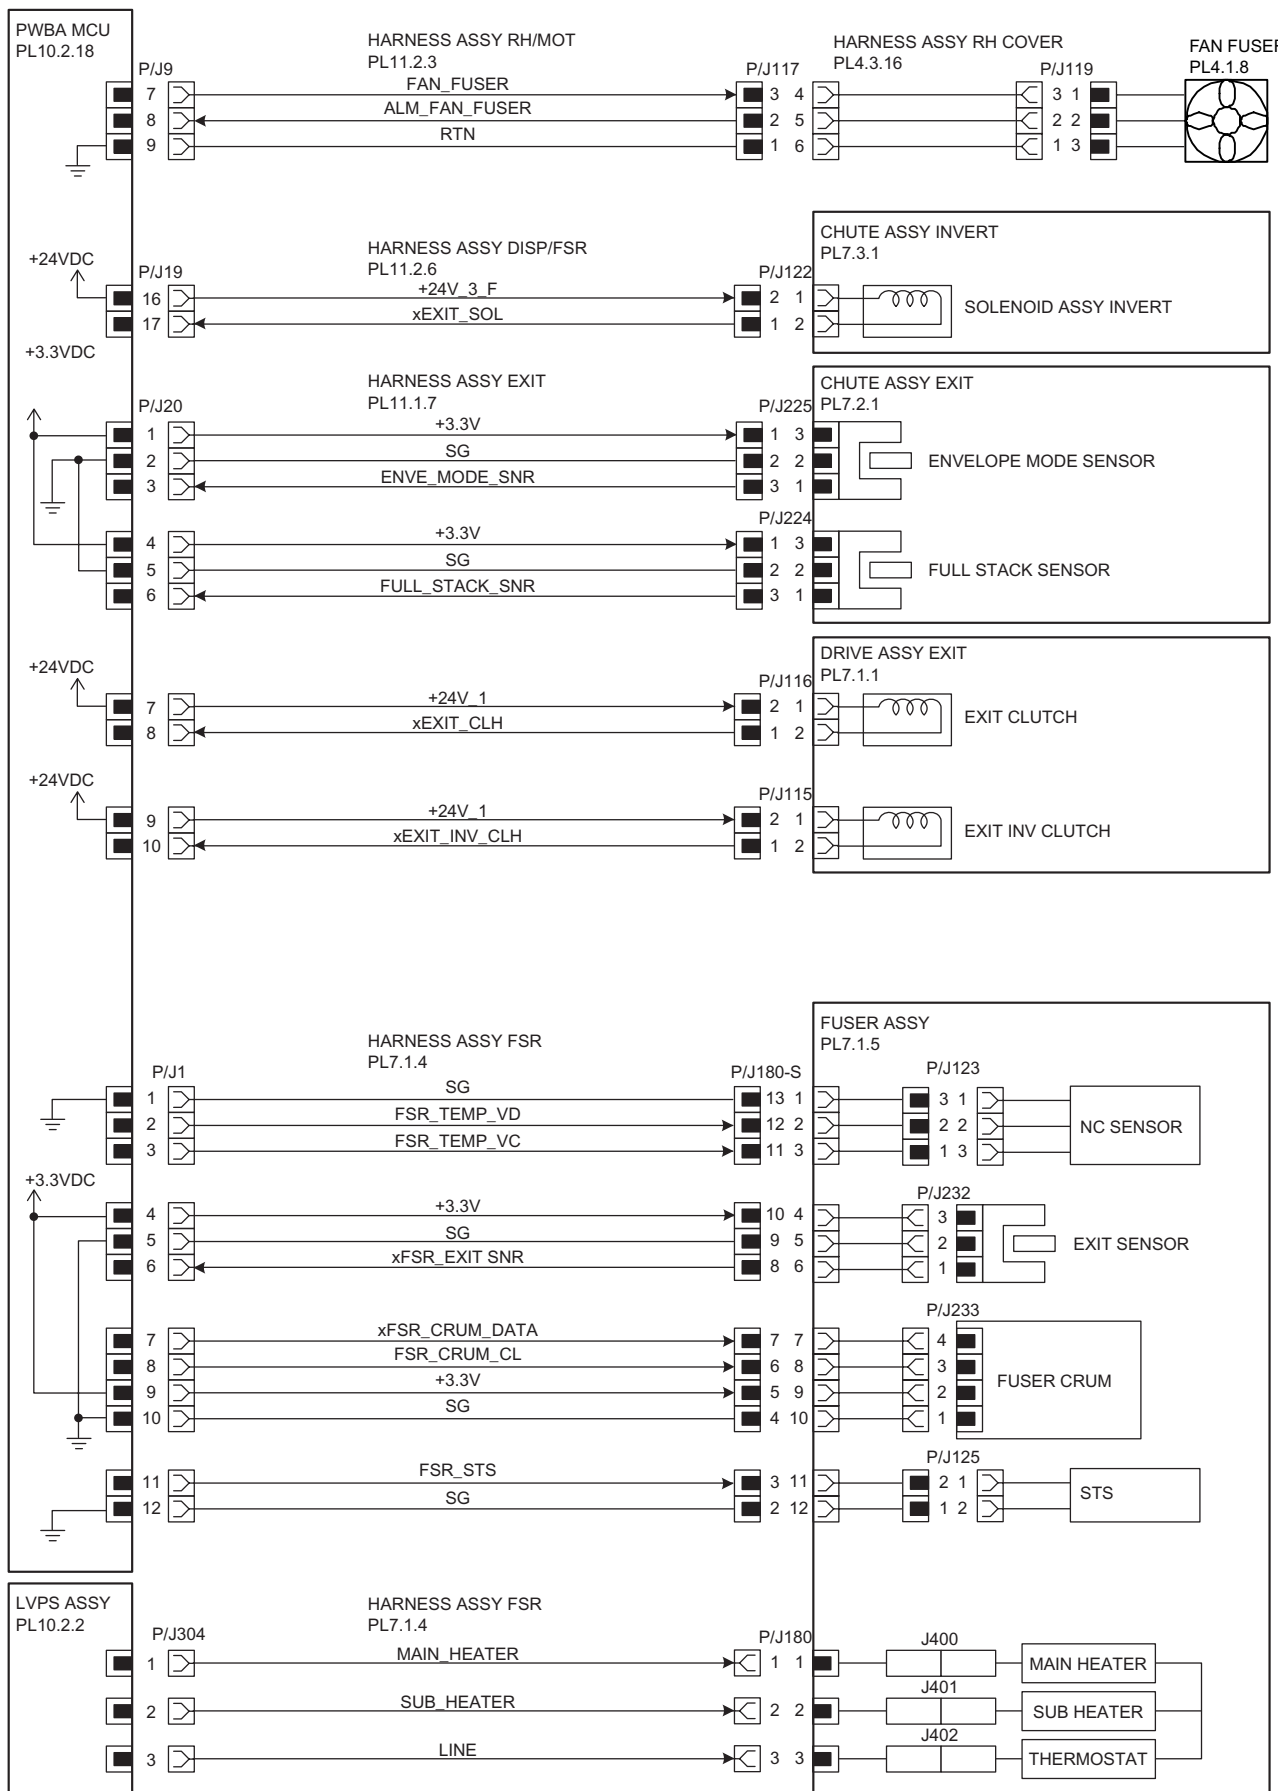 PWBA MCU
PL10.2.18
HARNESS ASSY RH/MOT
PL11.2.3
HARNESS ASSY RH COVER
PL4.3.16
FAN FUSER
PL4.1.8
P/J9
P/J117
P/J119
7 FAN_FUSER 3 4 3 1
8 ALM_FAN_FUSER 2 5 2 2
9 RTN 1 6 1 3
CHUTE ASSY INVERT
PL7.3.1
+24VDC
HARNESS ASSY DISP/FSR
PL11.2.6
P/J19
P/J122
16 +24V_3_F 2 1
17 xEXIT_SOL 1 2
SOLENOID ASSY INVERT
+3.3VDC
HARNESS ASSY EXIT
PL11.1.7
CHUTE ASSY EXIT
PL7.2.1
P/J20
P/J225
1 +3.3V 1 3
2 SG 2 2
3 ENVE_MODE_SNR 3 1
ENVELOPE MODE SENSOR
P/J224
4 +3.3V 1 3
5 SG 2 2
6 FULL_STACK_SNR 3 1
FULL STACK SENSOR
DRIVE ASSY EXIT
PL7.1.1
+24VDC
P/J116
7 +24V_1 2 1
8 xEXIT_CLH 1 2
EXIT CLUTCH
+24VDC
P/J115
9 +24V_1 2 1
10 xEXIT_INV_CLH 1 2
EXIT INV CLUTCH
FUSER ASSY
PL7.1.5
HARNESS ASSY FSR
PL7.1.4
P/J1
P/J180-S
P/J123
1 SG 13 1 3 1
2 FSR_TEMP_VD 12 2 2 2
3 FSR_TEMP_VC 11 3 1 3
NC SENSOR
+3.3VDC
P/J232
4 +3.3V 10 4 3
5 SG 9 5 2
6 xFSR_EXIT SNR 8 6 1
EXIT SENSOR
P/J233
7 xFSR_CRUM_DATA 7 7 4
8 FSR_CRUM_CL 6 8 3
9 +3.3V 5 9 2
10 SG 4 10 1
FUSER CRUM
P/J125
11 FSR_STS 3 11 2 1
12 SG 2 12 1 2
STS
LVPS ASSY
PL10.2.2
HARNESS ASSY FSR
PL7.1.4
P/J304
P/J180
1 MAIN_HEATER 1 1 J400 MAIN HEATER
2 SUB_HEATER 2 2 J401 SUB HEATER
3 LINE 3 3 J402 THERMOSTAT